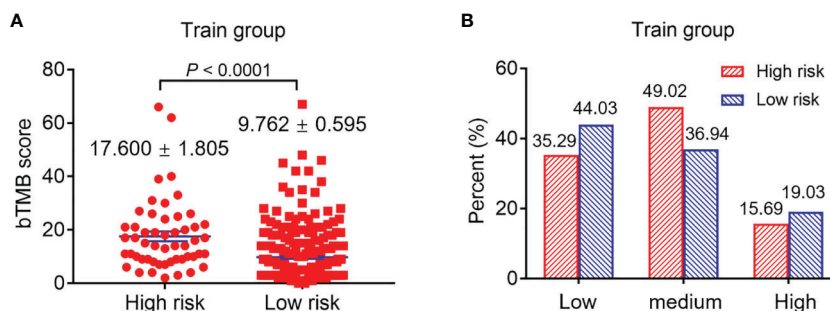 A
Train group
P < 0.0001
80
60
40
20
0
bTMB score
17.600 ± 1.805
9.762 ± 0.595
High risk
Low risk
B
Train group
60
40
20
0
Percent (%)
High risk
Low risk
35.29
44.03
49.02
36.94
15.69
19.03
Low
medium
High